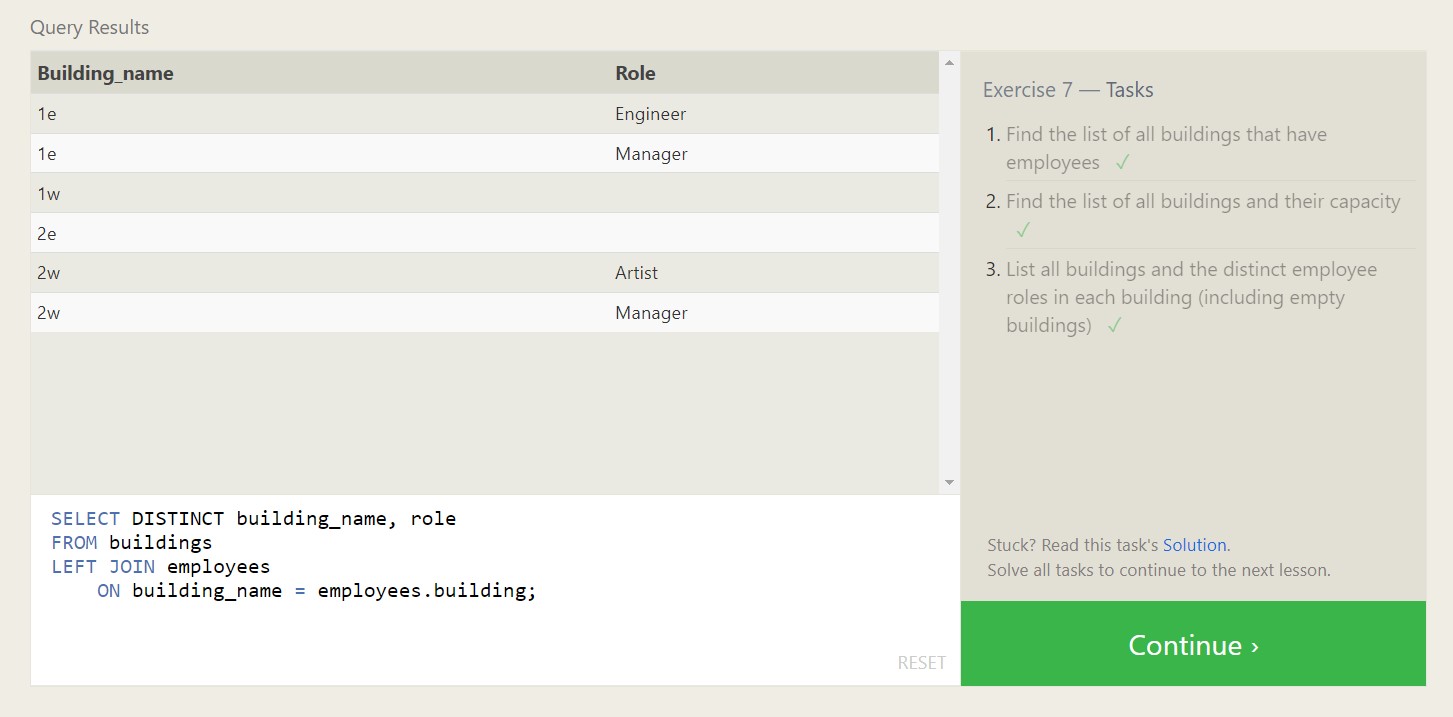 Query Results
Building_name Role
1e Engineer
1e Manager
1w
2e
2w Artist
2w Manager
SELECT DISTINCT building_name, role
FROM buildings
LEFT JOIN employees
    ON building_name = employees.building;
RESET
Exercise 7 — Tasks
1. Find the list of all buildings that have
employees ✓
2. Find the list of all buildings and their capacity
✓
3. List all buildings and the distinct employee
roles in each building (including empty
buildings) ✓
Stuck? Read this task's Solution.
Solve all tasks to continue to the next lesson.
Continue ›